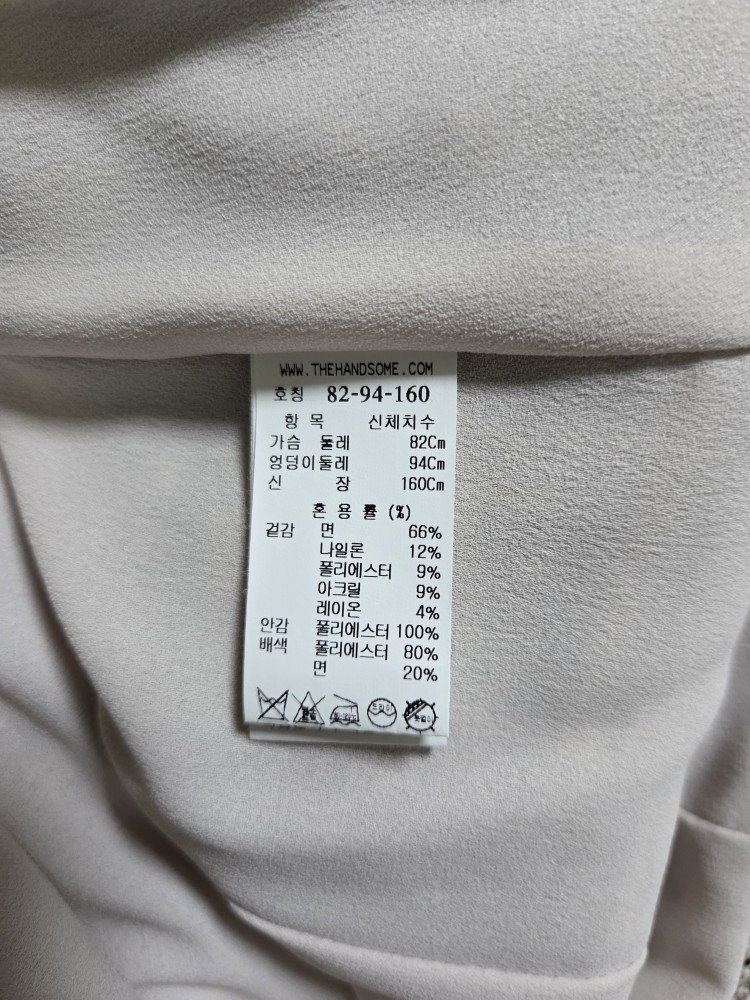 WWW.THEHANDSOME.COM
호칭 82-94-160
항 목 신체치수
가슴 둘레 82Cm
엉덩이둘레 94Cm
신 장 160Cm
혼 용 률 (%)
겉감 면 66%
나일론 12%
폴리에스터 9%
아크릴 9%
레이온 4%
안감 폴리에스터 100%
배색 폴리에스터 80%
면 20%
드라이